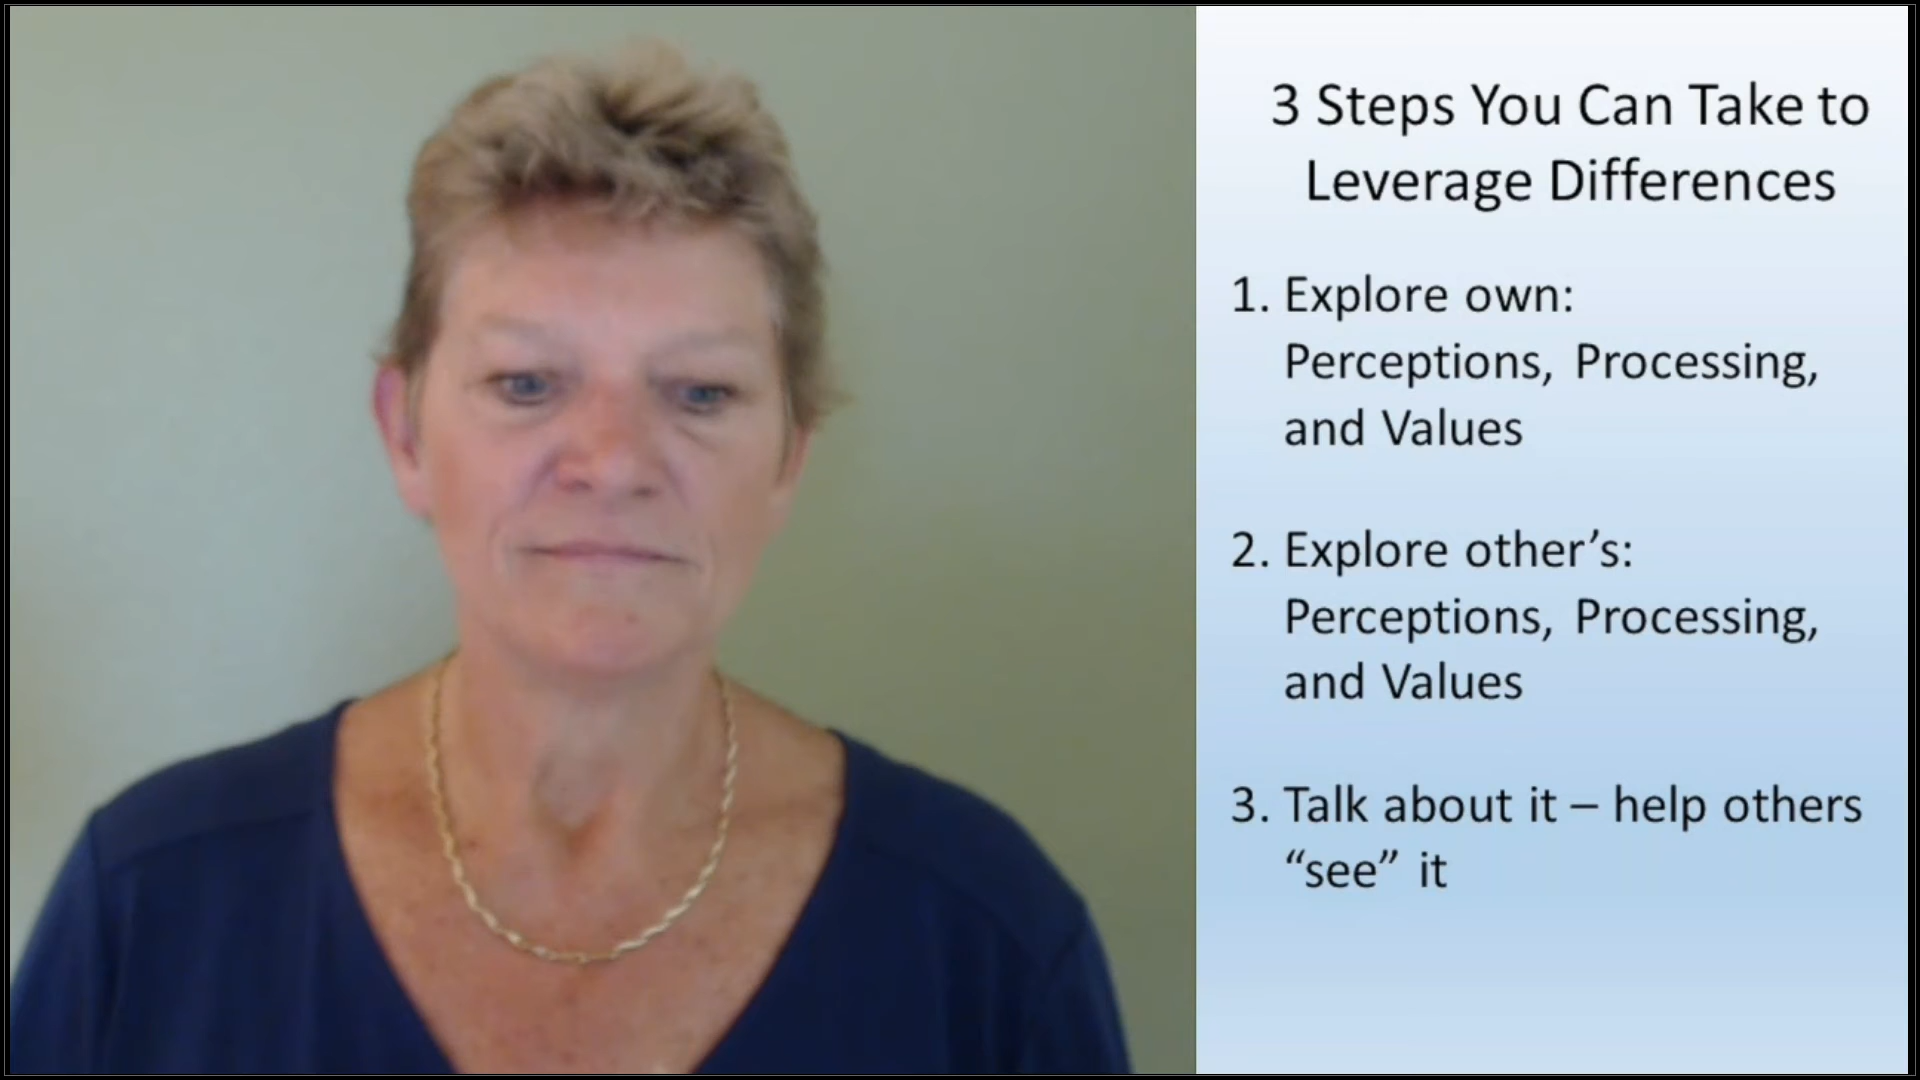 3 Steps You Can Take to
Leverage Differences
1. Explore own:
Perceptions, Processing,
and Values
2. Explore other’s:
Perceptions, Processing,
and Values
3. Talk about it – help others
“see” it